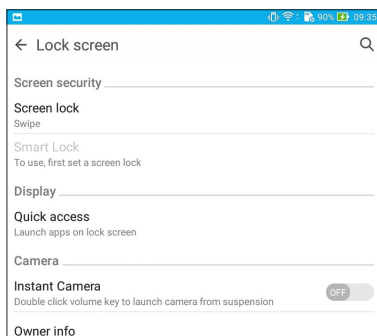 90% 09:35
Lock screen
Screen security
Screen lock
Swipe
Smart Lock
To use, first set a screen lock
Display
Quick access
Launch apps on lock screen
Camera
Instant Camera
OFF
Double click volume key to launch camera from suspension
Owner info